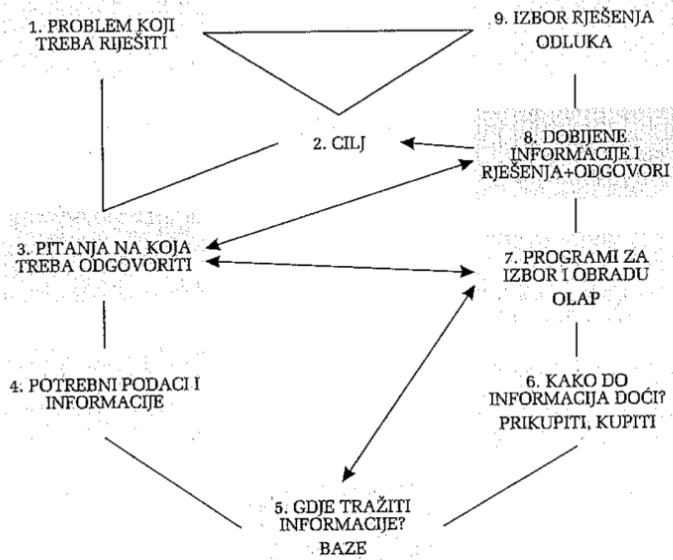 1. PROBLEM KOJI
TREBA RIJEŠITI
9. IZBOR RJEŠENJA
ODLUKA
2. CILJ
8. DOBIJENE
INFORMACIJE I
RJEŠENJA+ODGOVORI
3. PITANJA NA KOJA
TREBA ODGOVORITI
7. PROGRAMI ZA
IZBOR I OBRADU
OLAP
4. POTREBNI PODACI I
INFORMACIJE
6. KAKO DO
INFORMACIJA DOĆI?
PRIKUPITI, KUPITI
5. GDJE TRAŽITI
INFORMACIJE?
BAZE